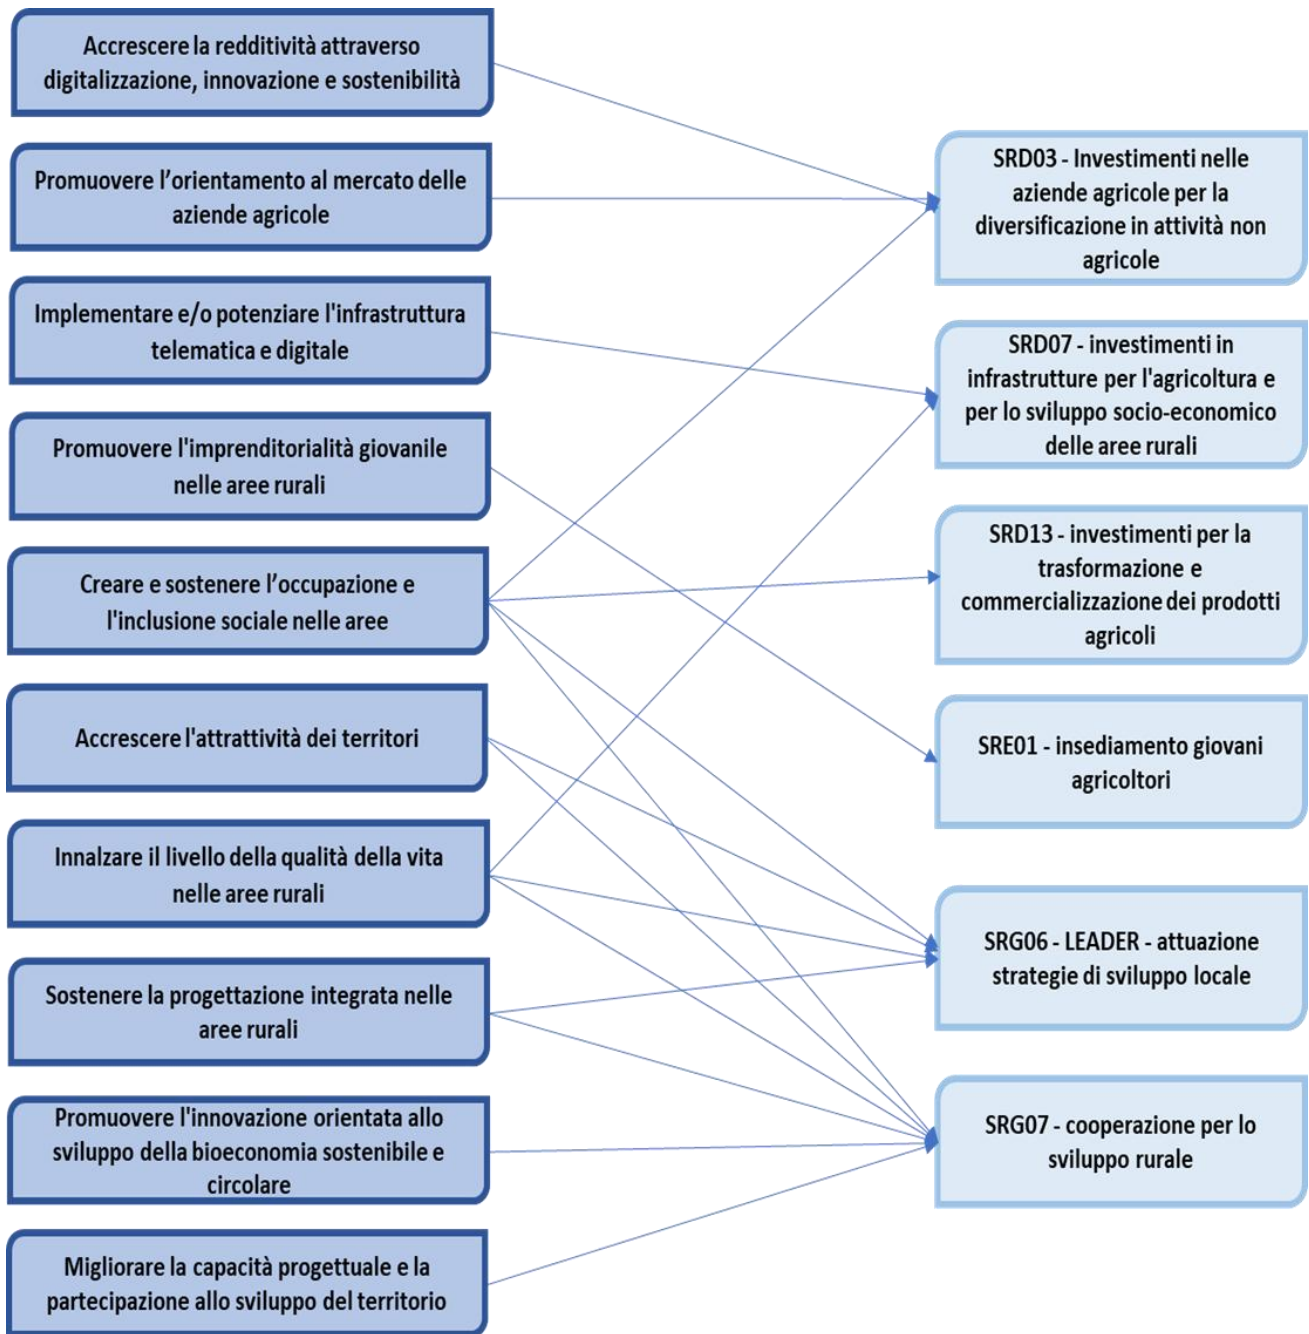 Accrescere la redditività attraverso
digitalizzazione, innovazione e sostenibilità
Promuovere l’orientamento al mercato delle
aziende agricole
Implementare e/o potenziare l'infrastruttura
telematica e digitale
Promuovere l'imprenditorialità giovanile
nelle aree rurali
Creare e sostenere l’occupazione e
l'inclusione sociale nelle aree
Accrescere l'attrattività dei territori
Innalzare il livello della qualità della vita
nelle aree rurali
Sostenere la progettazione integrata nelle
aree rurali
Promuovere l'innovazione orientata allo
sviluppo della bioeconomia sostenibile e
circolare
Migliorare la capacità progettuale e la
partecipazione allo sviluppo del territorio
SRD03 - Investimenti nelle
aziende agricole per la
diversificazione in attività non
agricole
SRD07 - investimenti in
infrastrutture per l'agricoltura e
per lo sviluppo socio-economico
delle aree rurali
SRD13 - investimenti per la
trasformazione e
commercializzazione dei prodotti
agricoli
SRE01 - insediamento giovani
agricoltori
SRG06 - LEADER - attuazione
strategie di sviluppo locale
SRG07 - cooperazione per lo
sviluppo rurale